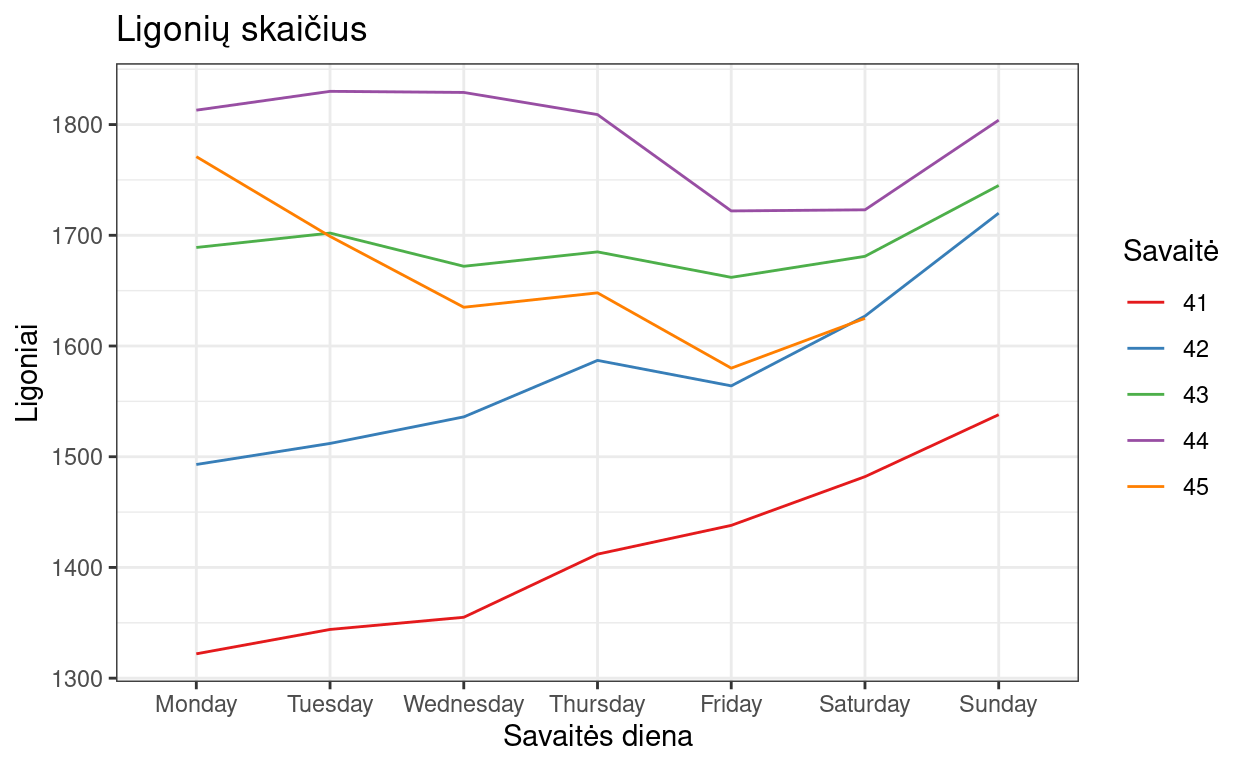 Ligonių skaičius
Ligoniai
1800
1700
1600
1500
1400
1300
Monday Tuesday Wednesday Thursday Friday Saturday Sunday
Savaitės diena
Savaitė
41
42
43
44
45